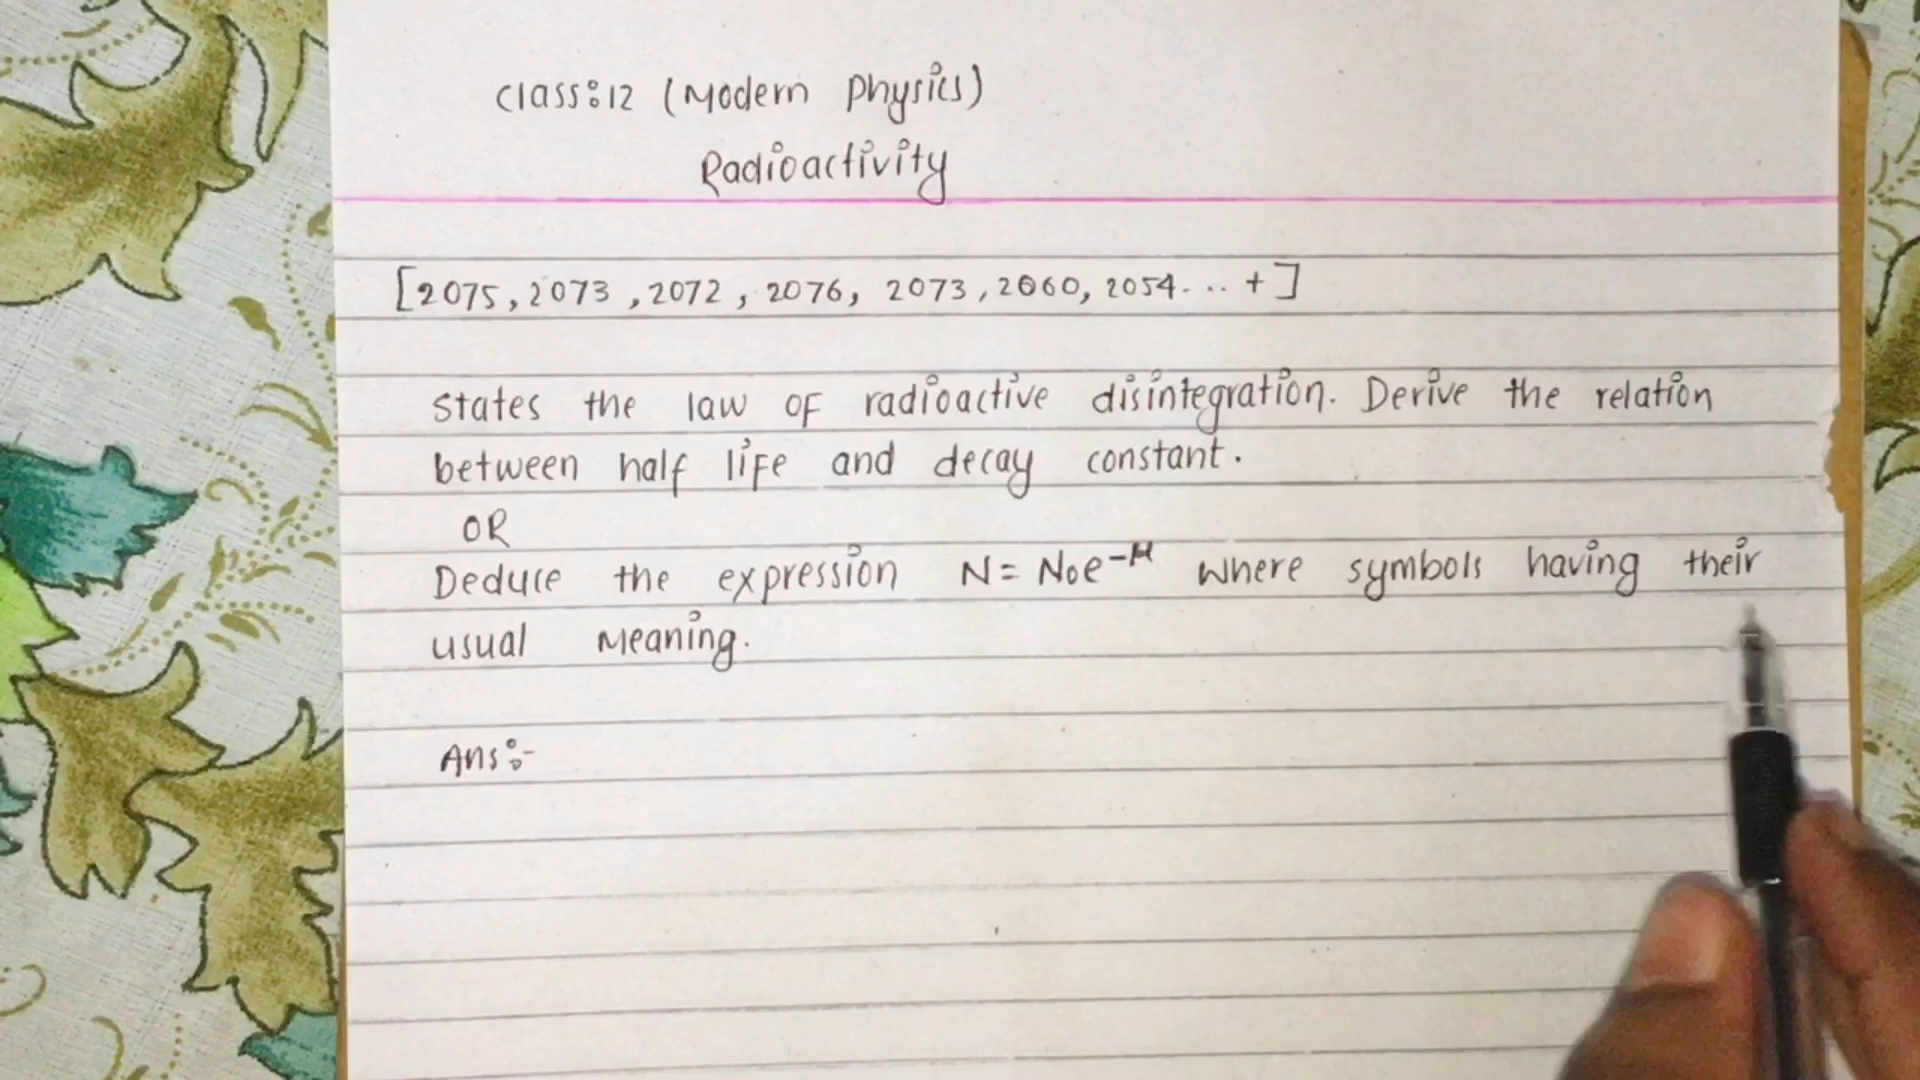 Class:12 (Modern Physics)
Radioactivity
[2075, 2073, 2072, 2076, 2073, 2060, 2054... +]
states the law of radioactive disintegration. Derive the relation
between half life and decay constant.
OR
Deduce the expression N = N₀e⁻ where symbols having their
usual Meaning.
Ans:-